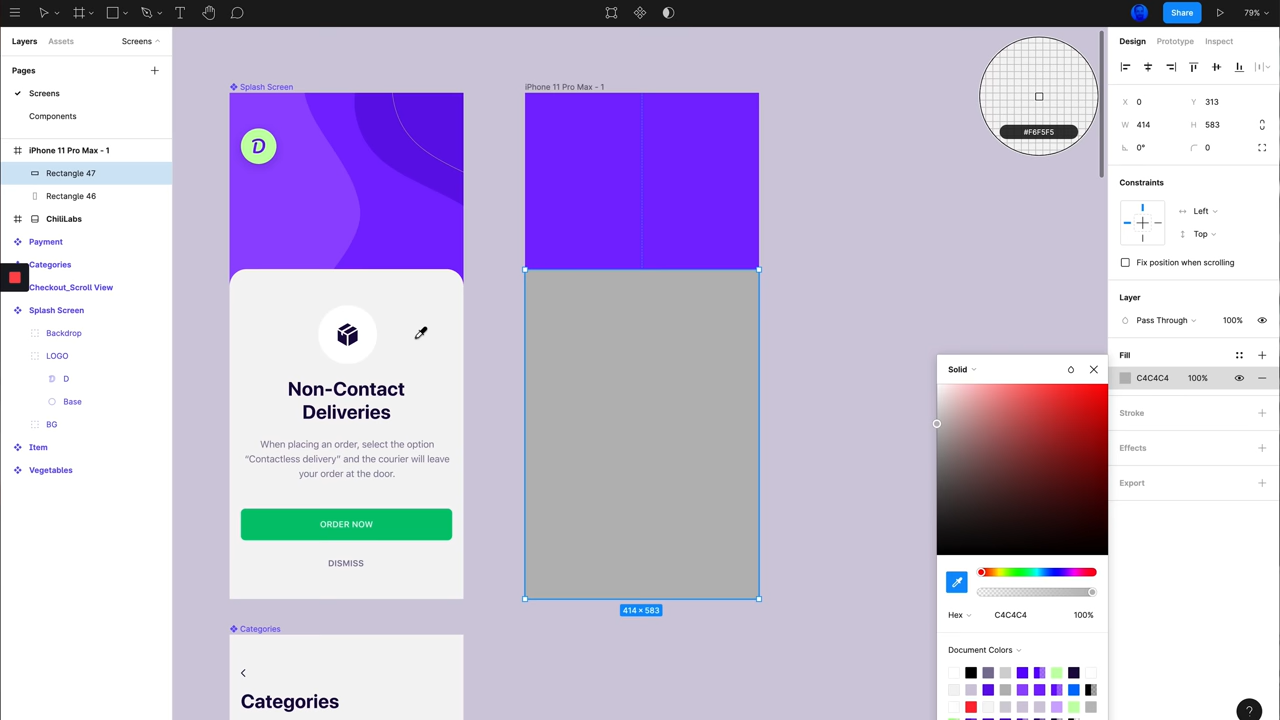 Share
79%
Layers Assets Screens
Pages
Screens
Components
iPhone 11 Pro Max - 1
Rectangle 47
Rectangle 46
ChiliLabs
Payment
Categories
Checkout_Scroll View
Splash Screen
Backdrop
LOGO
D
Base
BG
Item
Vegetables
Splash Screen
D
Non-Contact
Deliveries
When placing an order, select the option
“Contactless delivery” and the courier will leave
your order at the door.
ORDER NOW
DISMISS
Categories
Categories
iPhone 11 Pro Max - 1
414 × 583
#F6F5F5
Solid
Hex C4C4C4 100%
Document Colors
Design Prototype Inspect
X 0 Y 313
W 414 H 583
0° 0
Constraints
Left
Top
Fix position when scrolling
Layer
Pass Through 100%
Fill
C4C4C4 100%
Stroke
Effects
Export
?